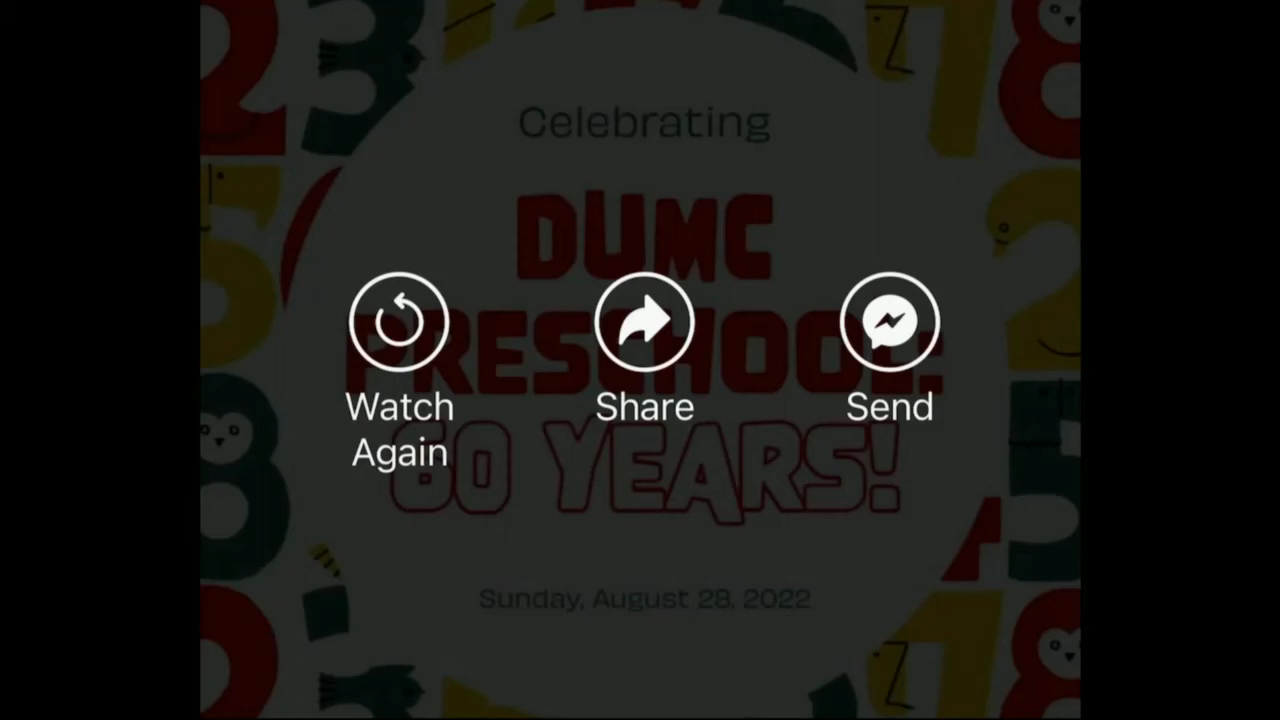 Celebrating
DUMC
PRESCHOOL:
60 YEARS!
Sunday, August 28, 2022
Watch
Again
Share
Send